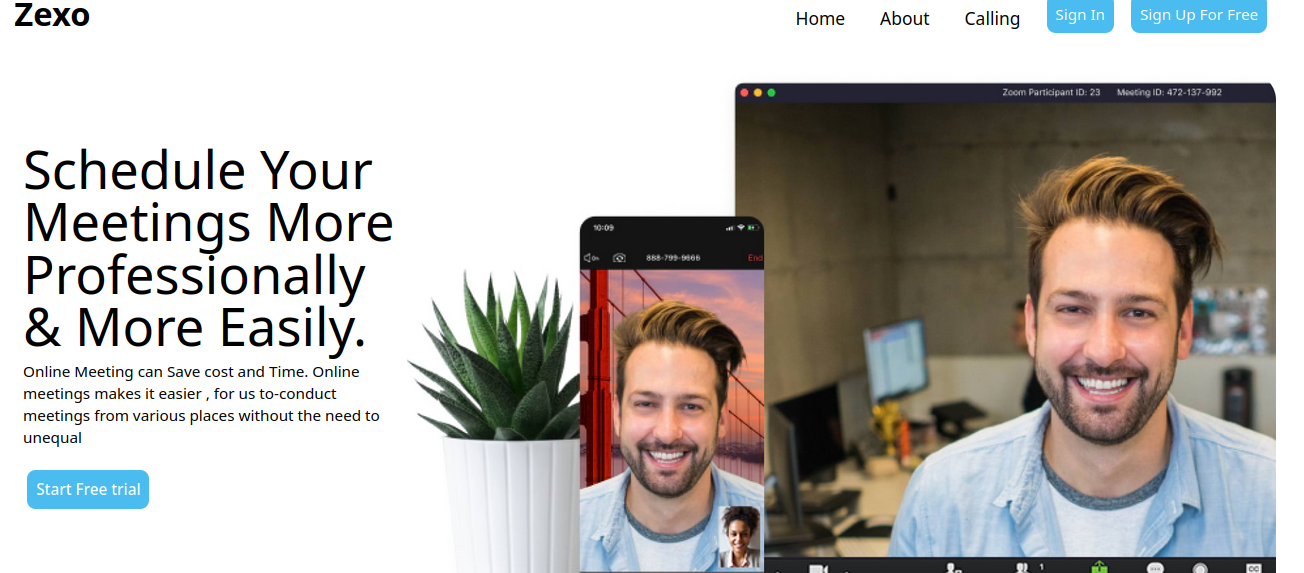 Zexo
Home About Calling Sign In Sign Up For Free
Zoom Participant ID: 23 Meeting ID: 472-137-992
Schedule Your
Meetings More
Professionally
& More Easily.
Online Meeting can Save cost and Time. Online
meetings makes it easier , for us to-conduct
meetings from various places without the need to
unequal
Start Free trial
10:09
888-799-9666 End
1
CC